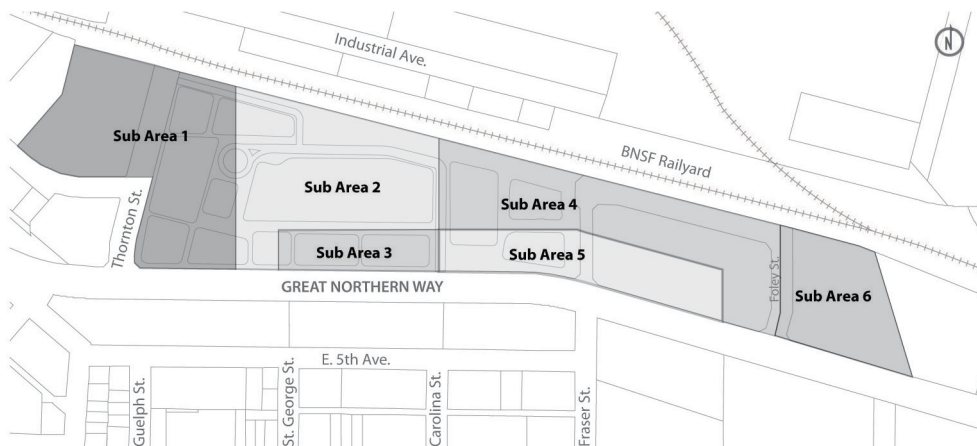 Industrial Ave.
N
BNSF Railyard
Sub Area 1
Sub Area 2
Sub Area 4
Thornton St.
Sub Area 3
Sub Area 5
Foley St.
Sub Area 6
GREAT NORTHERN WAY
E. 5th Ave.
Guelph St.
St. George St.
Carolina St.
Fraser St.